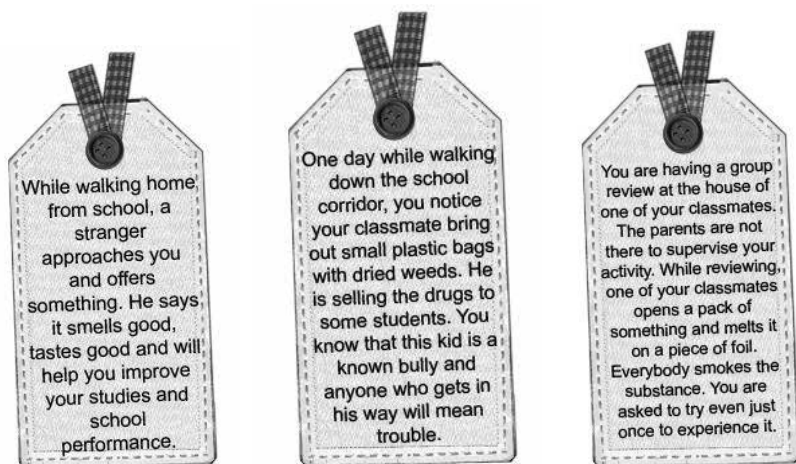 While walking home
from school, a
stranger
approaches you
and offers
something. He says
it smells good,
tastes good and will
help you improve
your studies and
school
performance.
One day while walking
down the school
corridor, you notice
your classmate bring
out small plastic bags
with dried weeds. He
is selling the drugs to
some students. You
know that this kid is a
known bully and
anyone who gets in
his way will mean
trouble.
You are having a group
review at the house of
one of your classmates.
The parents are not
there to supervise your
activity. While reviewing,
one of your classmates
opens a pack of
something and melts it
on a piece of foil.
Everybody smokes the
substance. You are
asked to try even just
once to experience it.